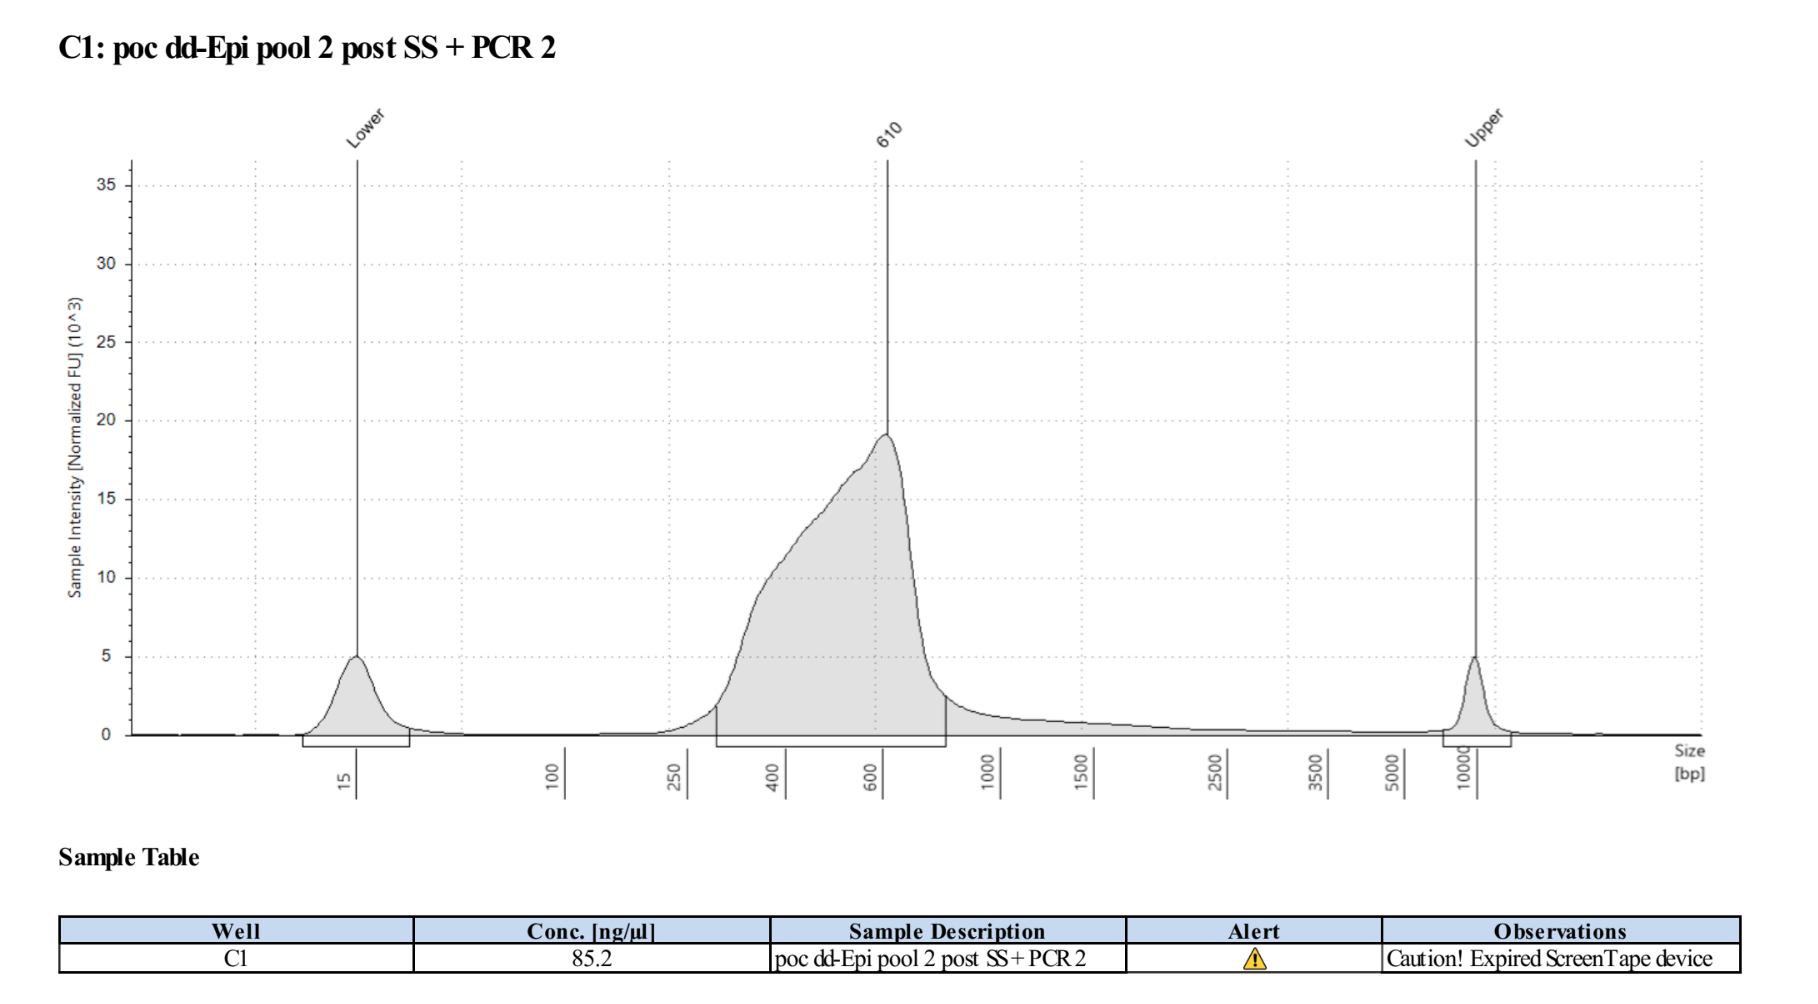 C1: poc dd-Epi pool 2 post SS + PCR 2
Lower
610
Upper
Sample Intensity [Normalized FU] (10^3)
35
30
25
20
15
10
5
0
15
100
250
400
600
1000
1500
2500
3500
5000
10000
Size
[bp]
Sample Table
Well Conc. [ng/µl] Sample Description Alert Observations
C1 85.2 poc dd-Epi pool 2 post SS + PCR 2 Caution! Expired ScreenTape device